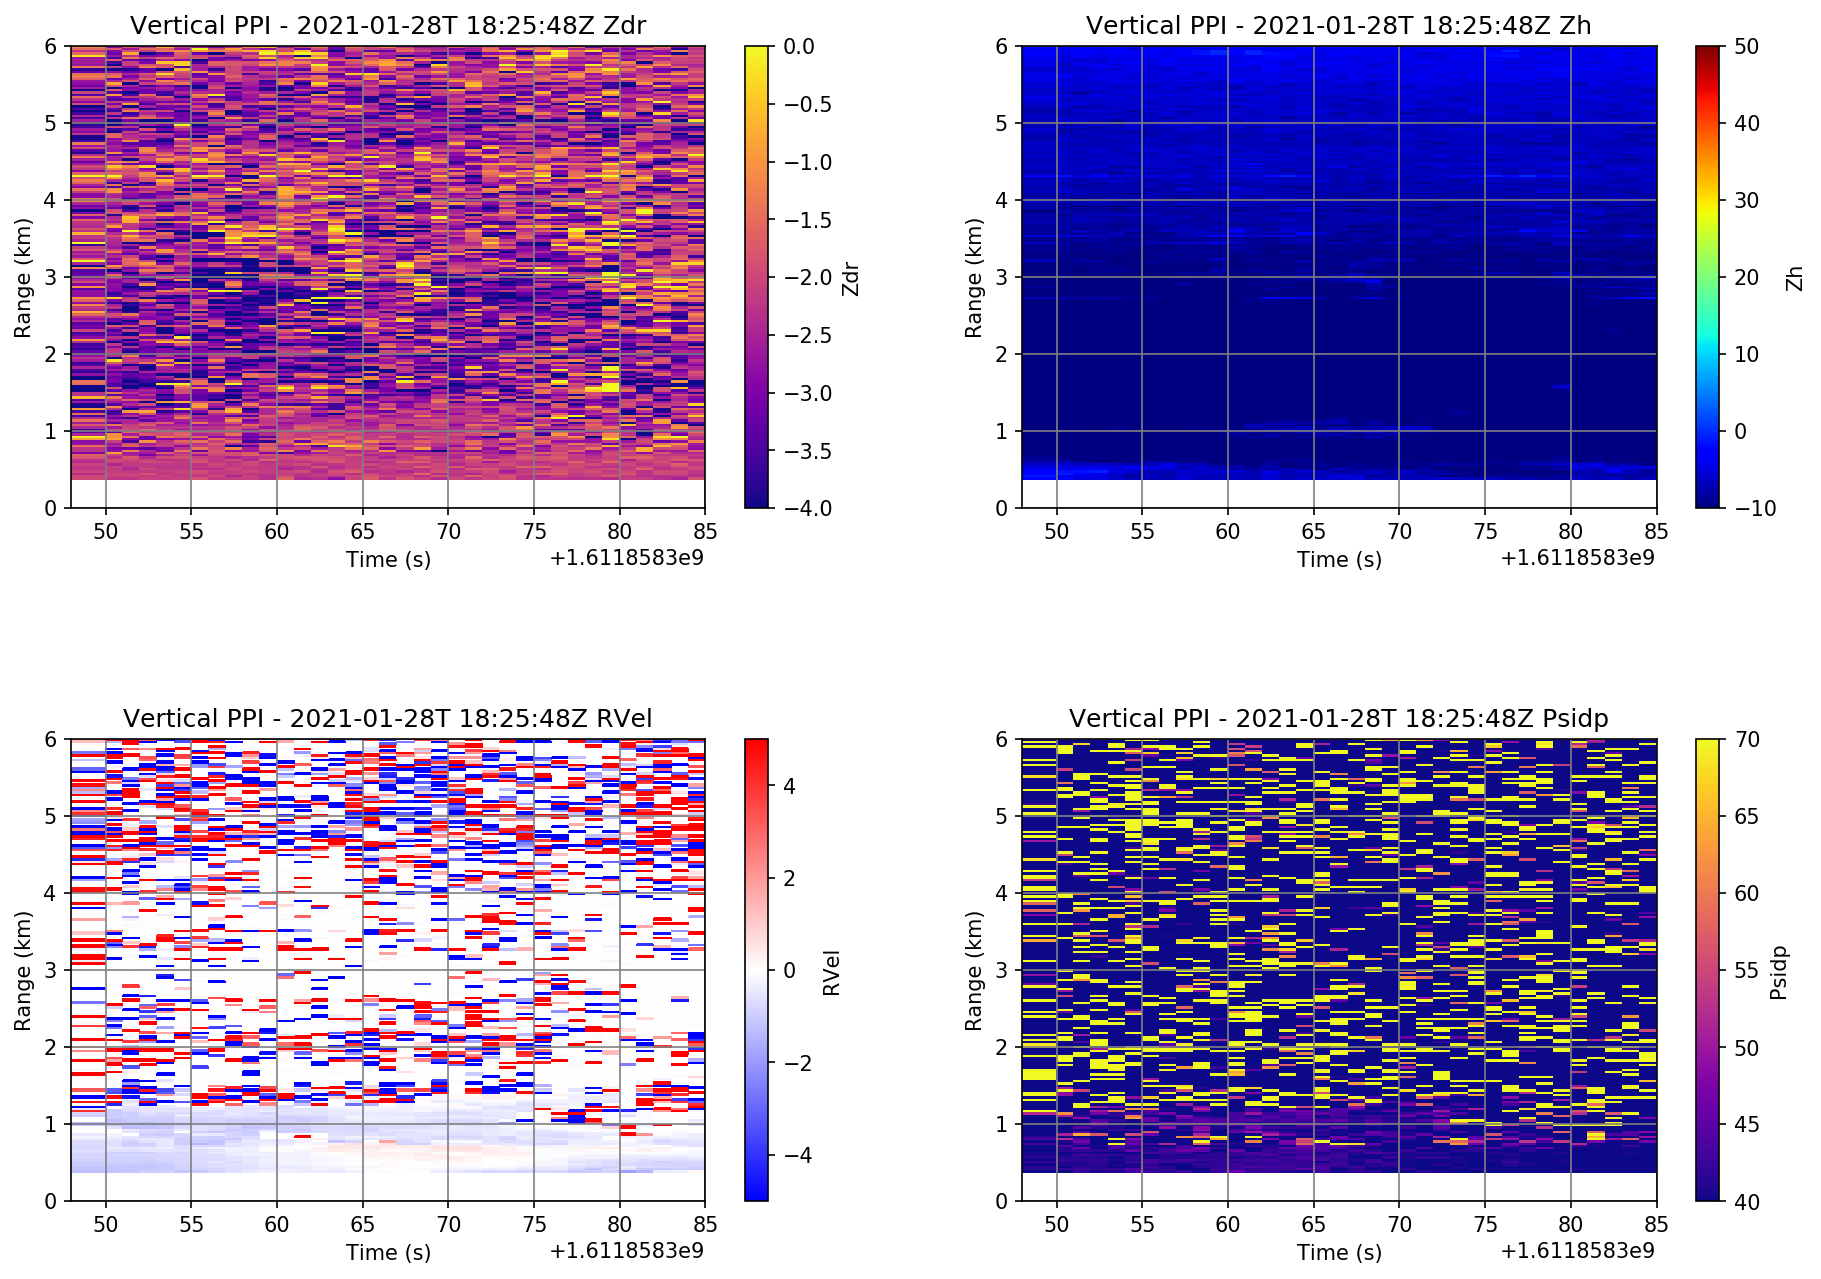 Vertical PPI - 2021-01-28T 18:25:48Z Zdr
6
5
4
3
2
1
0
Range (km)
50 55 60 65 70 75 80 85
Time (s)
+1.6118583e9
0.0
−0.5
−1.0
−1.5
−2.0
−2.5
−3.0
−3.5
−4.0
Zdr
Vertical PPI - 2021-01-28T 18:25:48Z Zh
6
5
4
3
2
1
0
Range (km)
50 55 60 65 70 75 80 85
Time (s)
+1.6118583e9
50
40
30
20
10
0
−10
Zh
Vertical PPI - 2021-01-28T 18:25:48Z RVel
6
5
4
3
2
1
0
Range (km)
50 55 60 65 70 75 80 85
Time (s)
+1.6118583e9
4
2
0
−2
−4
RVel
Vertical PPI - 2021-01-28T 18:25:48Z Psidp
6
5
4
3
2
1
0
Range (km)
50 55 60 65 70 75 80 85
Time (s)
+1.6118583e9
70
65
60
55
50
45
40
Psidp